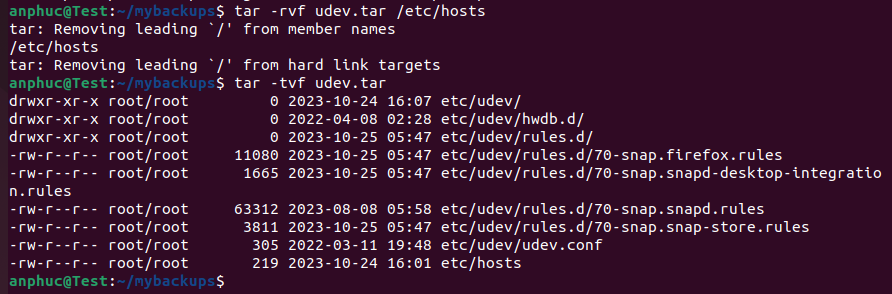 anphuc@Test:~/mybackups$ tar -rvf udev.tar /etc/hosts
tar: Removing leading `/' from member names
/etc/hosts
tar: Removing leading `/' from hard link targets
anphuc@Test:~/mybackups$ tar -tvf udev.tar
drwxr-xr-x root/root         0 2023-10-24 16:07 etc/udev/
drwxr-xr-x root/root         0 2022-04-08 02:28 etc/udev/hwdb.d/
drwxr-xr-x root/root         0 2023-10-25 05:47 etc/udev/rules.d/
-rw-r--r-- root/root     11080 2023-10-25 05:47 etc/udev/rules.d/70-snap.firefox.rules
-rw-r--r-- root/root      1665 2023-10-25 05:47 etc/udev/rules.d/70-snap.snapd-desktop-integratio
n.rules
-rw-r--r-- root/root     63312 2023-08-08 05:58 etc/udev/rules.d/70-snap.snapd.rules
-rw-r--r-- root/root      3811 2023-10-25 05:47 etc/udev/rules.d/70-snap.snap-store.rules
-rw-r--r-- root/root       305 2022-03-11 19:48 etc/udev/udev.conf
-rw-r--r-- root/root       219 2023-10-24 16:01 etc/hosts
anphuc@Test:~/mybackups$